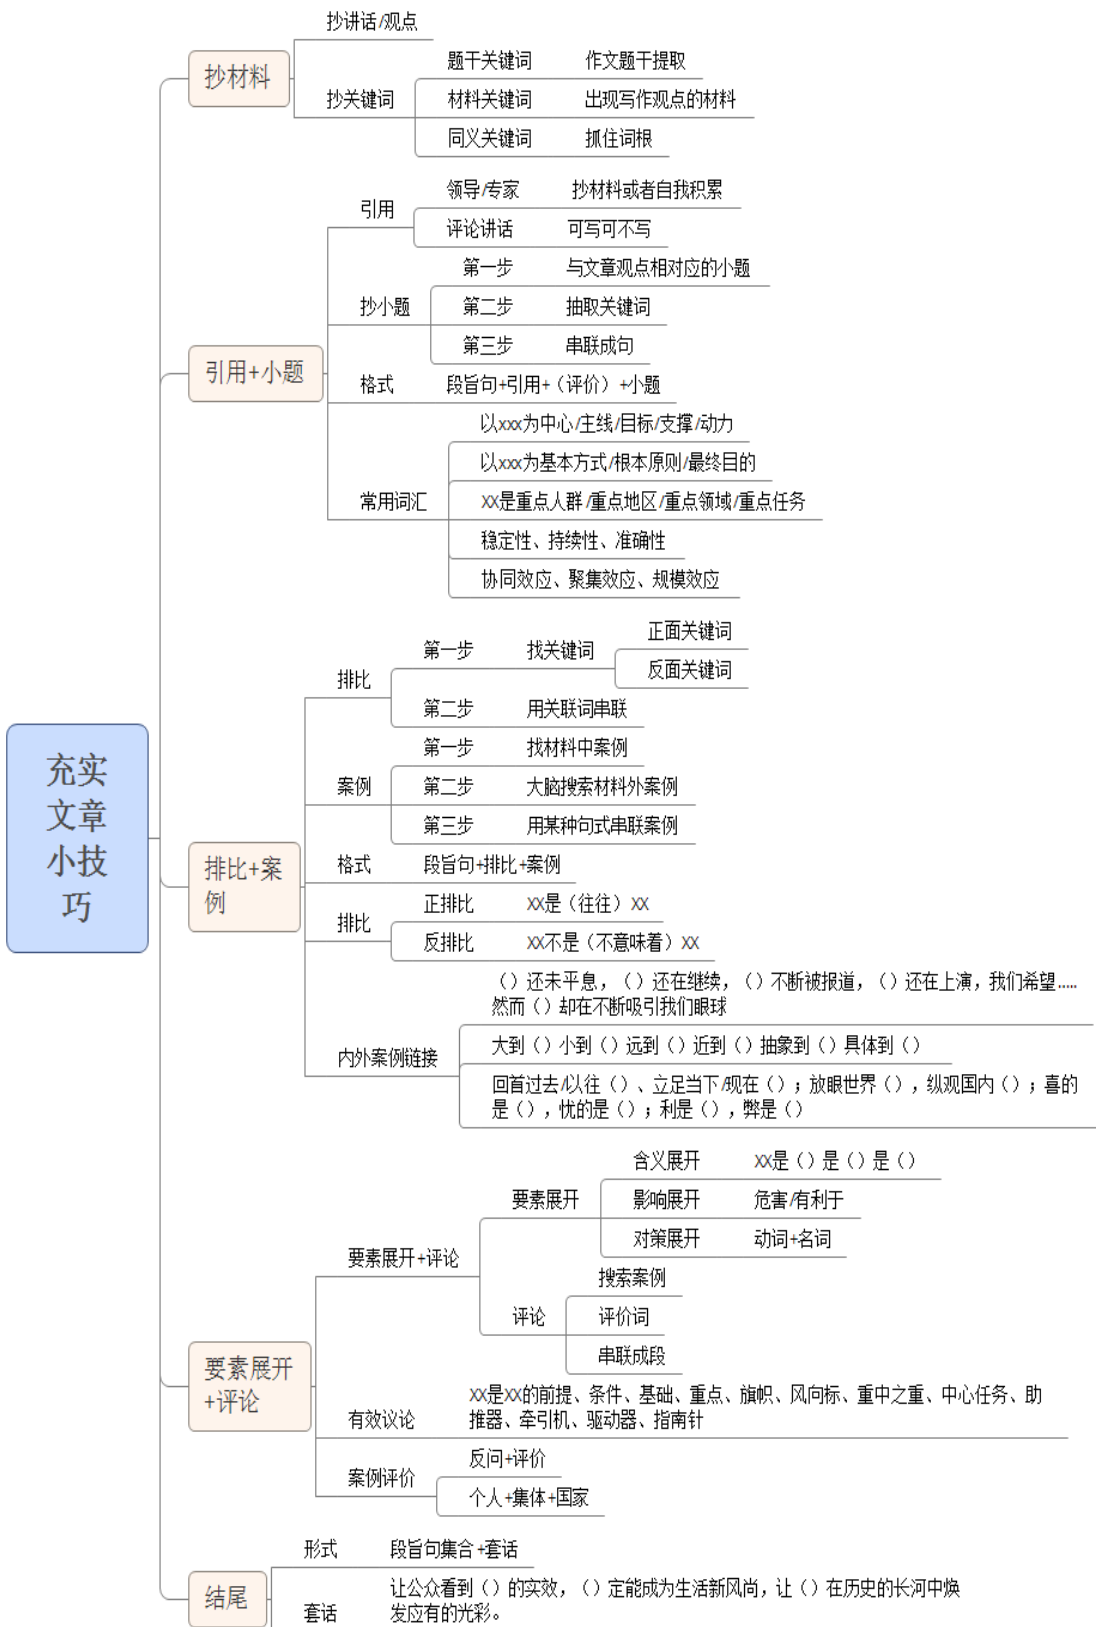 充实
文章
小技
巧
抄材料
抄讲话/观点
抄关键词
题干关键词 作文题干提取
材料关键词 出现写作观点的材料
同义关键词 抓住词根
引用+小题
引用
领导/专家 抄材料或者自我积累
评论讲话 可写可不写
抄小题
第一步 与文章观点相对应的小题
第二步 抽取关键词
第三步 串联成句
格式 段旨句+引用+（评价）+小题
常用词汇
以xxx为中心/主线/目标/支撑/动力
以xxx为基本方式/根本原则/最终目的
XX是重点人群/重点地区/重点领域/重点任务
稳定性、持续性、准确性
协同效应、聚集效应、规模效应
排比+案
例
排比
第一步 找关键词
正面关键词
反面关键词
第二步 用关联词串联
案例
第一步 找材料中案例
第二步 大脑搜索材料外案例
第三步 用某种句式串联案例
格式 段旨句+排比+案例
排比
正排比 XX是（往往）XX
反排比 XX不是（不意味着）XX
内外案例链接
（）还未平息，（）还在继续，（）不断被报道，（）还在上演，我们希望.....
然而（）却在不断吸引我们眼球
大到（）小到（）远到（）近到（）抽象到（）具体到（）
回首过去/以往（）、立足当下/现在（）；放眼世界（），纵观国内（）；喜的
是（），忧的是（）；利是（），弊是（）
要素展开
+评论
要素展开+评论
要素展开
含义展开 XX是（）是（）是（）
影响展开 危害/有利于
对策展开 动词+名词
评论
搜索案例
评价词
串联成段
有效议论
XX是XX的前提、条件、基础、重点、旗帜、风向标、重中之重、中心任务、助
推器、牵引机、驱动器、指南针
案例评价
反问+评价
个人+集体+国家
结尾
形式 段旨句集合+套话
套话
让公众看到（）的实效，（）定能成为生活新风尚，让（）在历史的长河中焕
发应有的光彩。